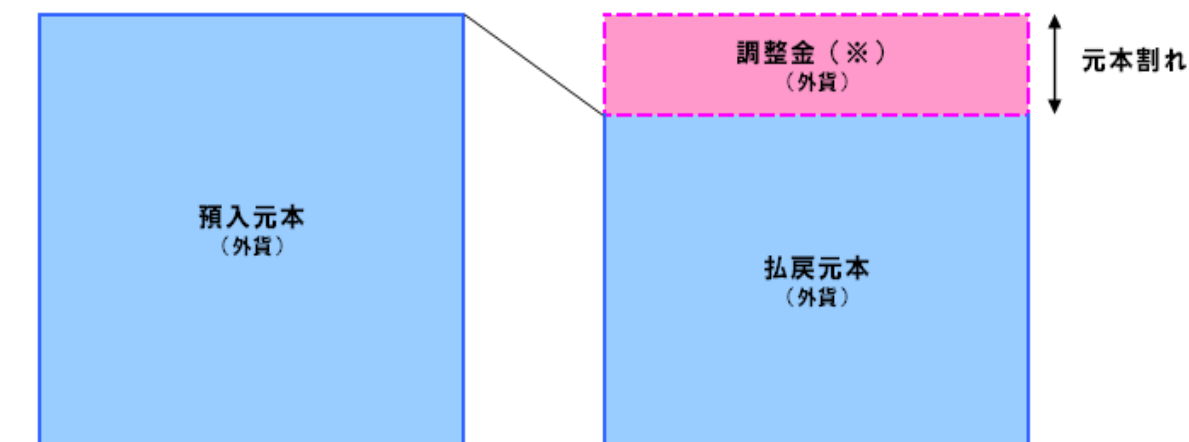 調整金（※）
（外貨）
元本割れ
預入元本
（外貨）
払戻元本
（外貨）